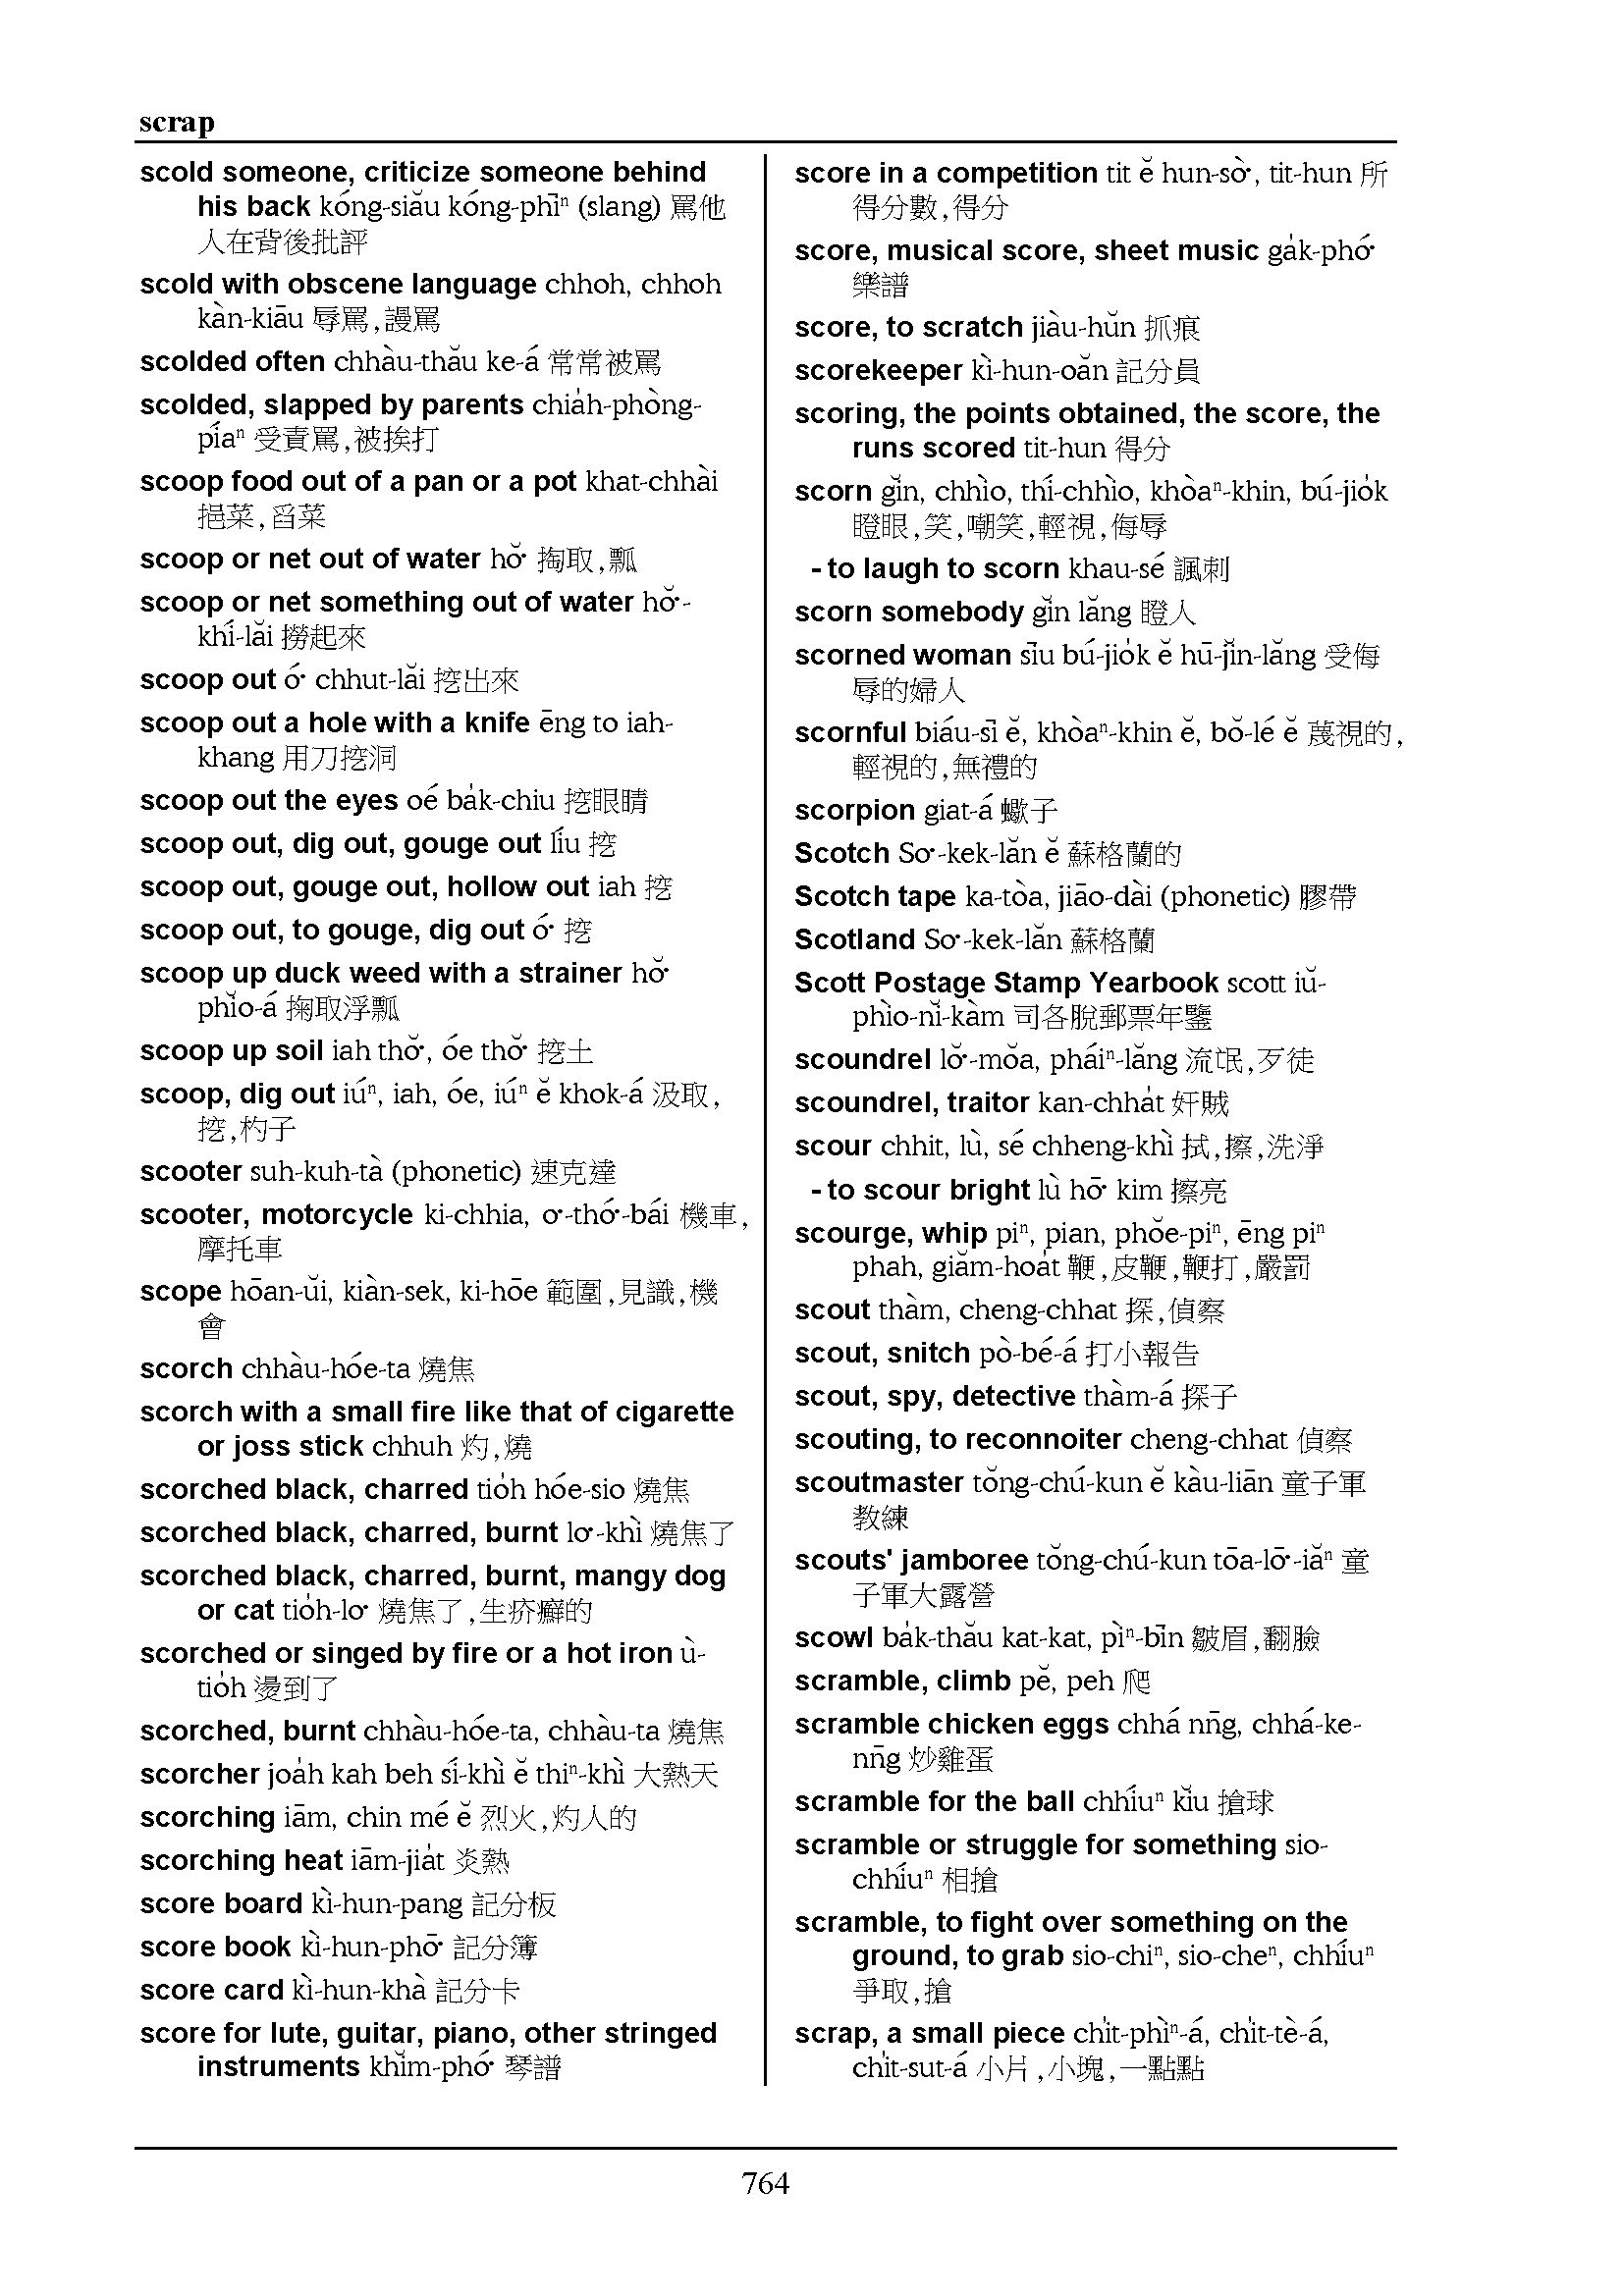 scrap
scold someone, criticize someone behind
his back kóng-siău kóng-phīⁿ (slang) 罵他
人在背後批評
scold with obscene language chhoh, chhoh
kàn-kiāu 辱罵,謾罵
scolded often chhàu-thău ke-á 常常被罵
scolded, slapped by parents chia̍h-phòng-
píaⁿ 受責罵,被挨打
scoop food out of a pan or a pot khat-chhài
挹菜,舀菜
scoop or net out of water hŏ͘ 掏取,瓢
scoop or net something out of water hŏ͘-
khí-lăi 撈起來
scoop out ó͘ chhut-lăi 挖出來
scoop out a hole with a knife ēng to iah-
khang 用刀挖洞
scoop out the eyes oé ba̍k-chiu 挖眼睛
scoop out, dig out, gouge out líu 挖
scoop out, gouge out, hollow out iah 挖
scoop out, to gouge, dig out ó͘ 挖
scoop up duck weed with a strainer hŏ͘
phĭo-á 掬取浮瓢
scoop up soil iah thŏ͘, óe thŏ͘ 挖土
scoop, dig out iúⁿ, iah, óe, iúⁿ ĕ khok-á 汲取,
挖,杓子
scooter suh-kuh-tà (phonetic) 速克達
scooter, motorcycle ki-chhia, o͘-thó͘-bái 機車,
摩托車
scope hōan-ŭi, kiàn-sek, ki-hōe 範圍,見識,機
會
scorch chhàu-hóe-ta 燒焦
scorch with a small fire like that of cigarette
or joss stick chhuh 灼,燒
scorched black, charred tio̍h hóe-sio 燒焦
scorched black, charred, burnt lo͘-khì 燒焦了
scorched black, charred, burnt, mangy dog
or cat tio̍h-lo͘ 燒焦了,生疥癬的
scorched or singed by fire or a hot iron ù-
tio̍h 燙到了
scorched, burnt chhàu-hóe-ta, chhàu-ta 燒焦
scorcher joa̍h kah beh sí-khì ĕ thiⁿ-khì 大熱天
scorching iām, chin mé ĕ 烈火,灼人的
scorching heat iām-jia̍t 炎熱
score board kì-hun-pang 記分板
score book kì-hun-phō͘ 記分簿
score card kì-hun-khà 記分卡
score for lute, guitar, piano, other stringed
instruments khĭm-phó͘ 琴譜
score in a competition tit ĕ hun-sò͘, tit-hun 所
得分數,得分
score, musical score, sheet music ga̍k-phó͘
樂譜
score, to scratch jiàu-hŭn 抓痕
scorekeeper kì-hun-oăn 記分員
scoring, the points obtained, the score, the
runs scored tit-hun 得分
scorn gĭn, chhìo, thí-chhìo, khòaⁿ-khin, bú-jio̍k
瞪眼,笑,嘲笑,輕視,侮辱
- to laugh to scorn khau-sé 諷刺
scorn somebody gĭn lăng 瞪人
scorned woman sīu bú-jio̍k ĕ hū-jĭn-lăng 受侮
辱的婦人
scornful biáu-sī ĕ, khòaⁿ-khin ĕ, bŏ-lé ĕ 蔑視的,
輕視的,無禮的
scorpion giat-á 蠍子
Scotch So͘-kek-lăn ĕ 蘇格蘭的
Scotch tape ka-tòa, jiāo-dài (phonetic) 膠帶
Scotland So͘-kek-lăn 蘇格蘭
Scott Postage Stamp Yearbook scott iŭ-
phìo-nĭ-kàm 司各脫郵票年鑒
scoundrel lŏ͘-mŏa, pháiⁿ-lăng 流氓,歹徒
scoundrel, traitor kan-chha̍t 奸賊
scour chhit, lù, sé chheng-khì 拭,擦,洗淨
- to scour bright lù hō͘ kim 擦亮
scourge, whip piⁿ, pian, phŏe-piⁿ, ēng piⁿ
phah, giăm-hoa̍t 鞭,皮鞭,鞭打,嚴罰
scout thàm, cheng-chhat 探,偵察
scout, snitch pò-bé-á 打小報告
scout, spy, detective thàm-á 探子
scouting, to reconnoiter cheng-chhat 偵察
scoutmaster tŏng-chú-kun ĕ kàu-liān 童子軍
教練
scouts' jamboree tŏng-chú-kun tōa-lō͘-iăⁿ 童
子軍大露營
scowl ba̍k-thău kat-kat, pìⁿ-bīn 皺眉,翻臉
scramble, climb pĕ, peh 爬
scramble chicken eggs chhá nn̄g, chhá-ke-
nn̄g 炒雞蛋
scramble for the ball chhíuⁿ kĭu 搶球
scramble or struggle for something sio-
chhíuⁿ 相搶
scramble, to fight over something on the
ground, to grab sio-chiⁿ, sio-cheⁿ, chhíuⁿ
爭取,搶
scrap, a small piece chi̍t-phìⁿ-á, chi̍t-tè-á,
chi̍t-sut-á 小片,小塊,一點點
764